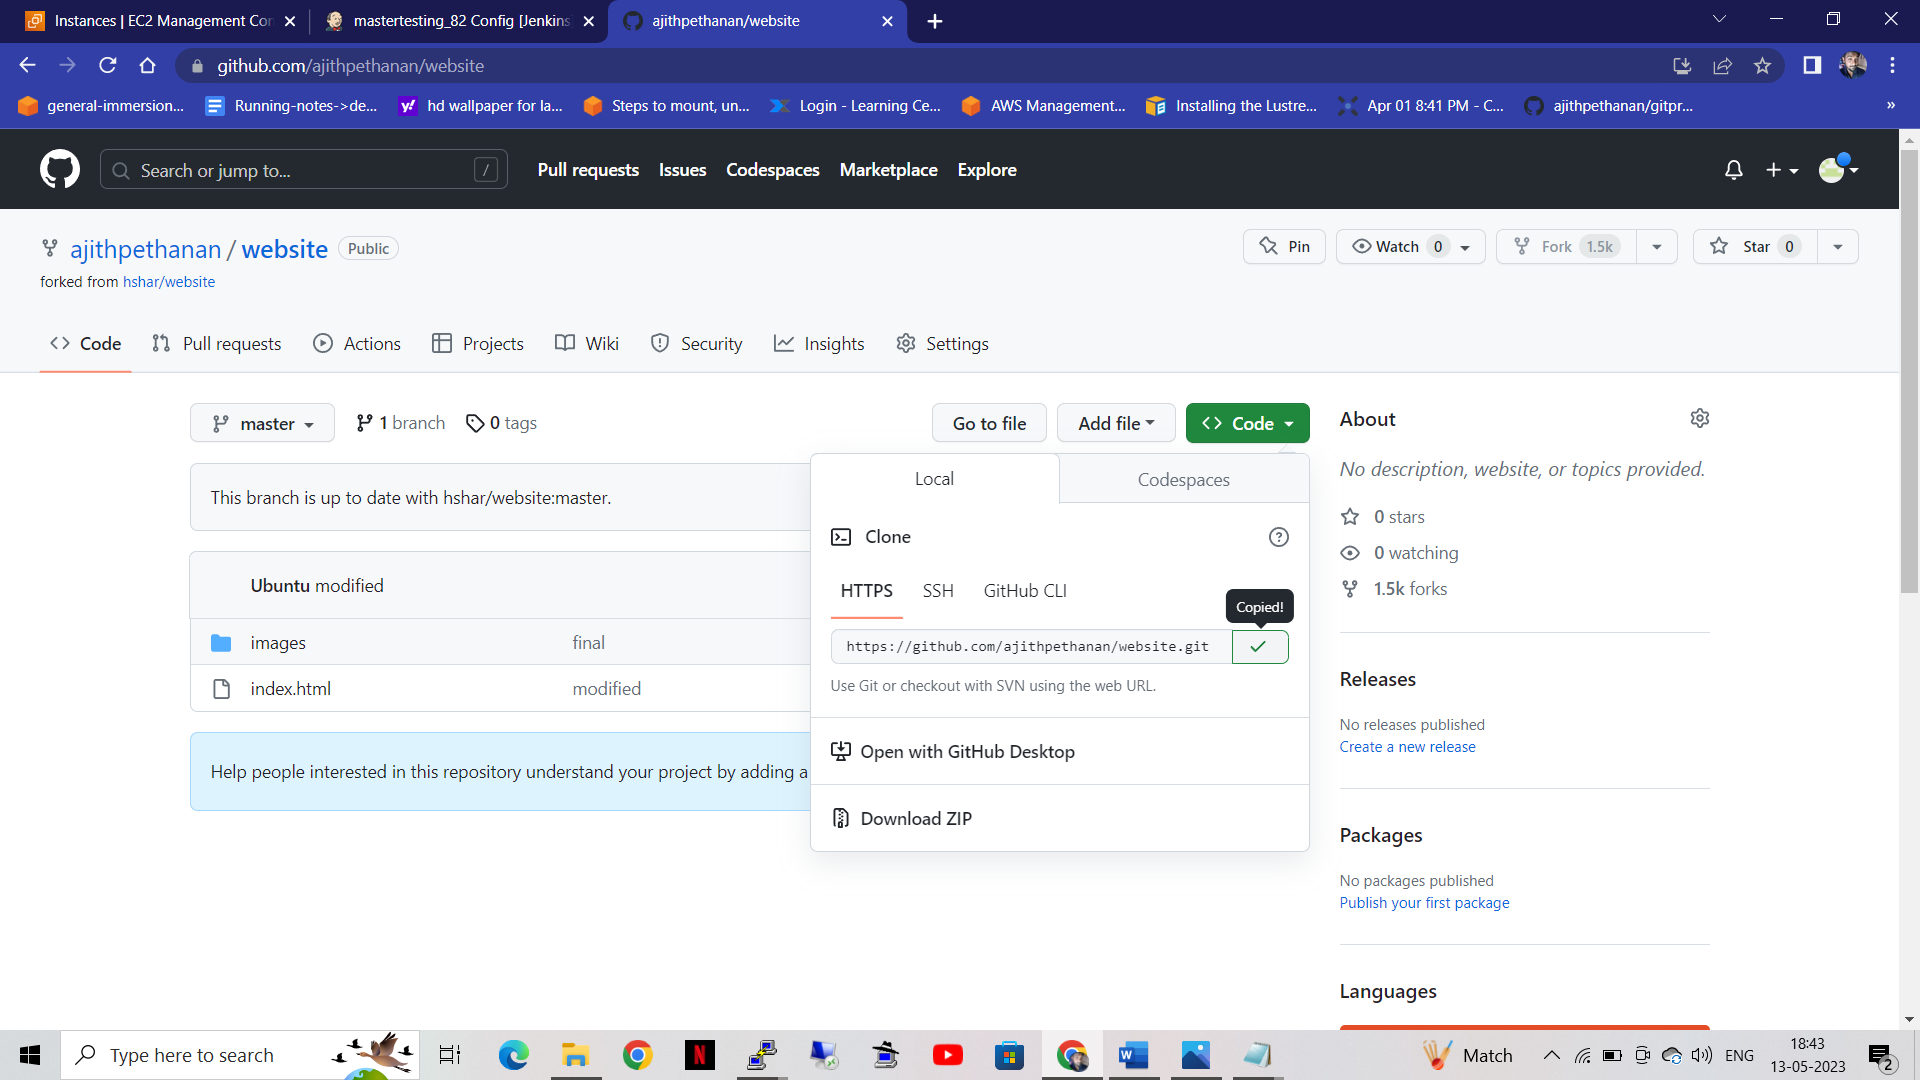 Instances | EC2 Management Con
mastertesting_82 Config [Jenkins
ajithpethanan/website
github.com/ajithpethanan/website
general-immersion...
Running-notes->de...
hd wallpaper for la...
Steps to mount, un...
Login - Learning Ce...
AWS Management...
Installing the Lustre...
Apr 01 8:41 PM - C...
ajithpethanan/gitpr...
»
Search or jump to...
/
Pull requests
Issues
Codespaces
Marketplace
Explore
ajithpethanan / website
Public
Pin
Watch 0
Fork 1.5k
Star 0
forked from hshar/website
Code
Pull requests
Actions
Projects
Wiki
Security
Insights
Settings
master
1 branch
0 tags
Go to file
Add file
Code
About
This branch is up to date with hshar/website:master.
Local
Codespaces
No description, website, or topics provided.
0 stars
Clone
0 watching
Ubuntu modified
HTTPS
SSH
GitHub CLI
1.5k forks
Copied!
images
final
https://github.com/ajithpethanan/website.git
index.html
modified
Use Git or checkout with SVN using the web URL.
Releases
No releases published
Create a new release
Help people interested in this repository understand your project by adding a
Open with GitHub Desktop
Download ZIP
Packages
No packages published
Publish your first package
Languages
Type here to search
Match
ENG
18:43
13-05-2023
2